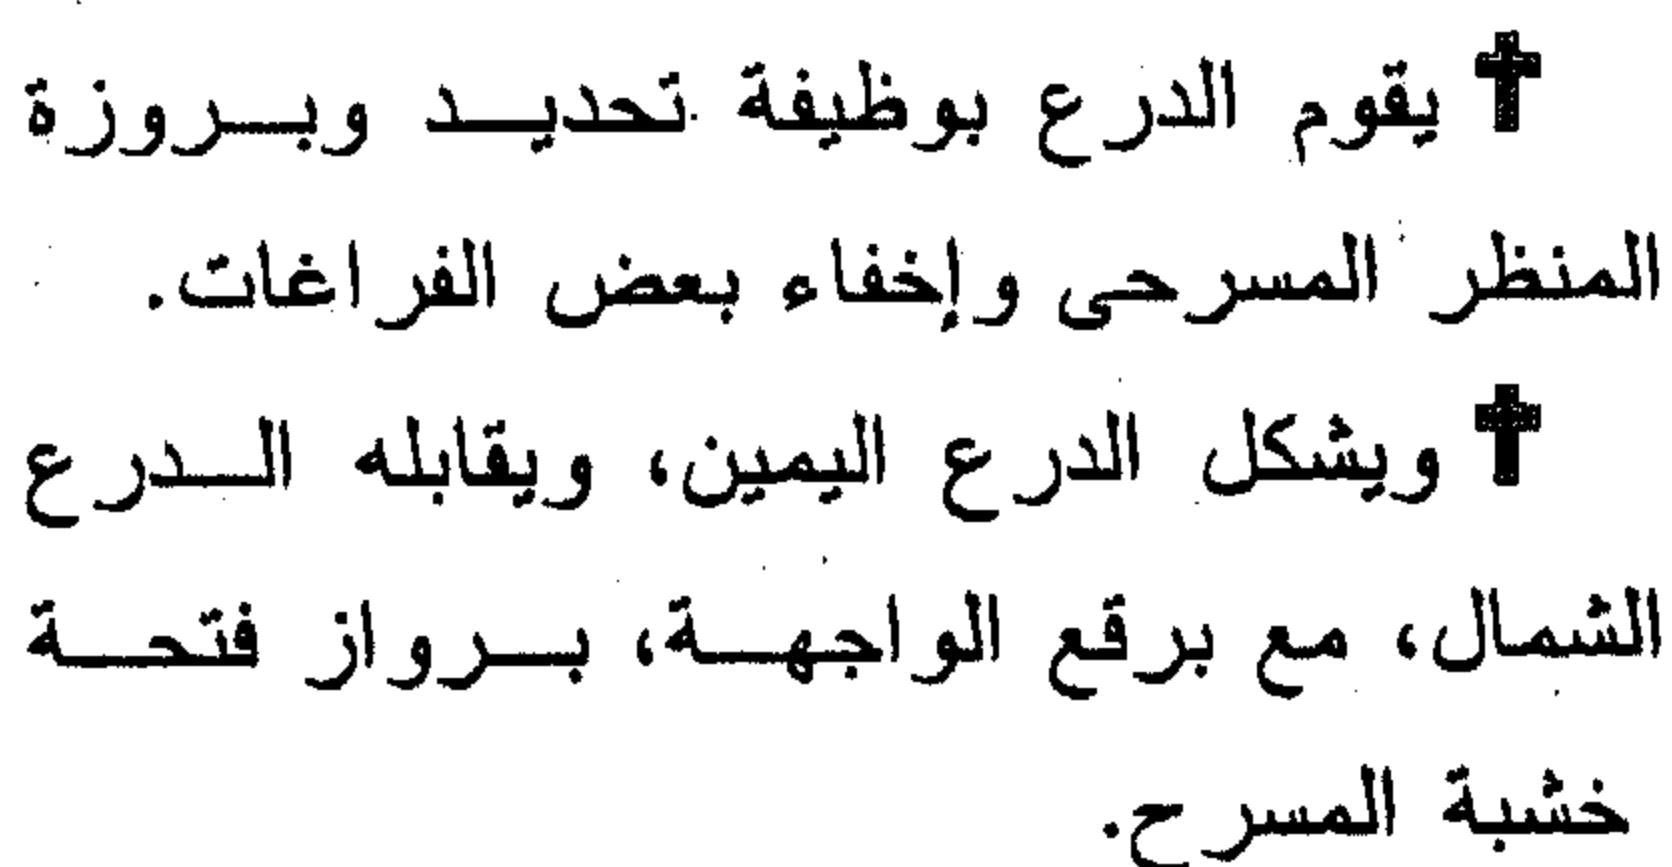 ✝ يقوم الدرع بوظيفة تحديد وبروزة
المنظر المسرحى وإخفاء بعض الفراغات.
✝ ويشكل الدرع اليمين، ويقابله الدرع
الشمال، مع برقع الواجهة، برواز فتحة
خشبة المسرح.